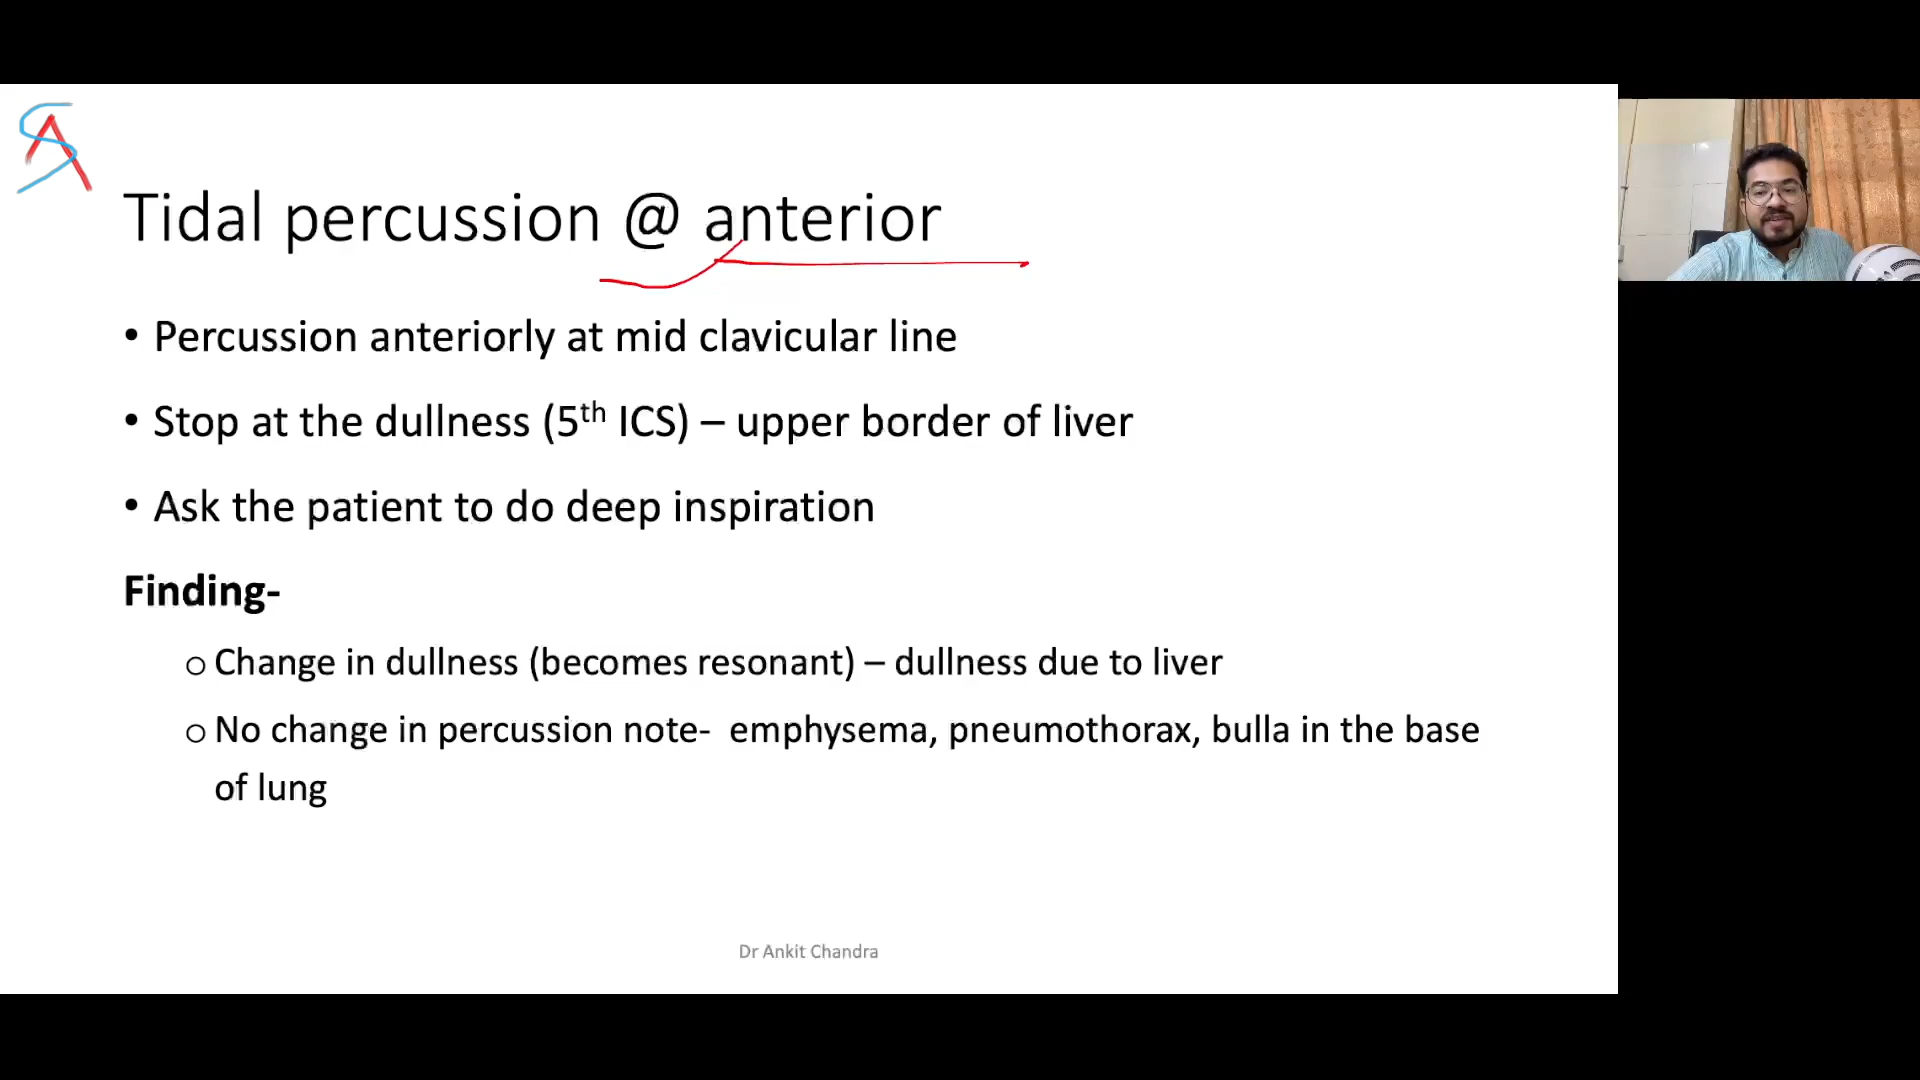 Tidal percussion @ anterior
• Percussion anteriorly at mid clavicular line
• Stop at the dullness (5th ICS) – upper border of liver
• Ask the patient to do deep inspiration
Finding-
o Change in dullness (becomes resonant) – dullness due to liver
o No change in percussion note- emphysema, pneumothorax, bulla in the base
of lung
Dr Ankit Chandra